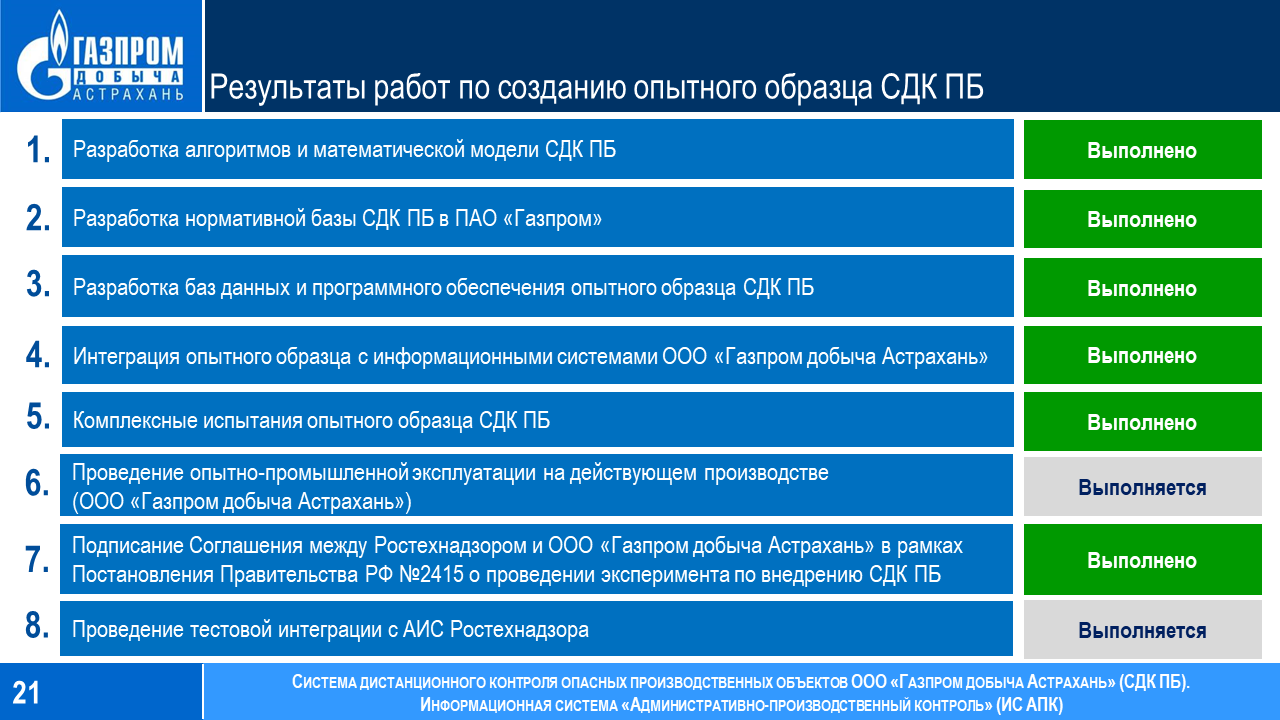 ГАЗПРОМ
ДОБЫЧА
АСТРАХАНЬ
Результаты работ по созданию опытного образца СДК ПБ
1. Разработка алгоритмов и математической модели СДК ПБ Выполнено
2. Разработка нормативной базы СДК ПБ в ПАО «Газпром» Выполнено
3. Разработка баз данных и программного обеспечения опытного образца СДК ПБ Выполнено
4. Интеграция опытного образца с информационными системами ООО «Газпром добыча Астрахань» Выполнено
5. Комплексные испытания опытного образца СДК ПБ Выполнено
6. Проведение опытно-промышленной эксплуатации на действующем производстве
(ООО «Газпром добыча Астрахань») Выполняется
7. Подписание Соглашения между Ростехнадзором и ООО «Газпром добыча Астрахань» в рамках
Постановления Правительства РФ №2415 о проведении эксперимента по внедрению СДК ПБ Выполнено
8. Проведение тестовой интеграции с АИС Ростехнадзора Выполняется
21
Система дистанционного контроля опасных производственных объектов ООО «Газпром добыча Астрахань» (СДК ПБ).
Информационная система «Административно-производственный контроль» (ИС АПК)